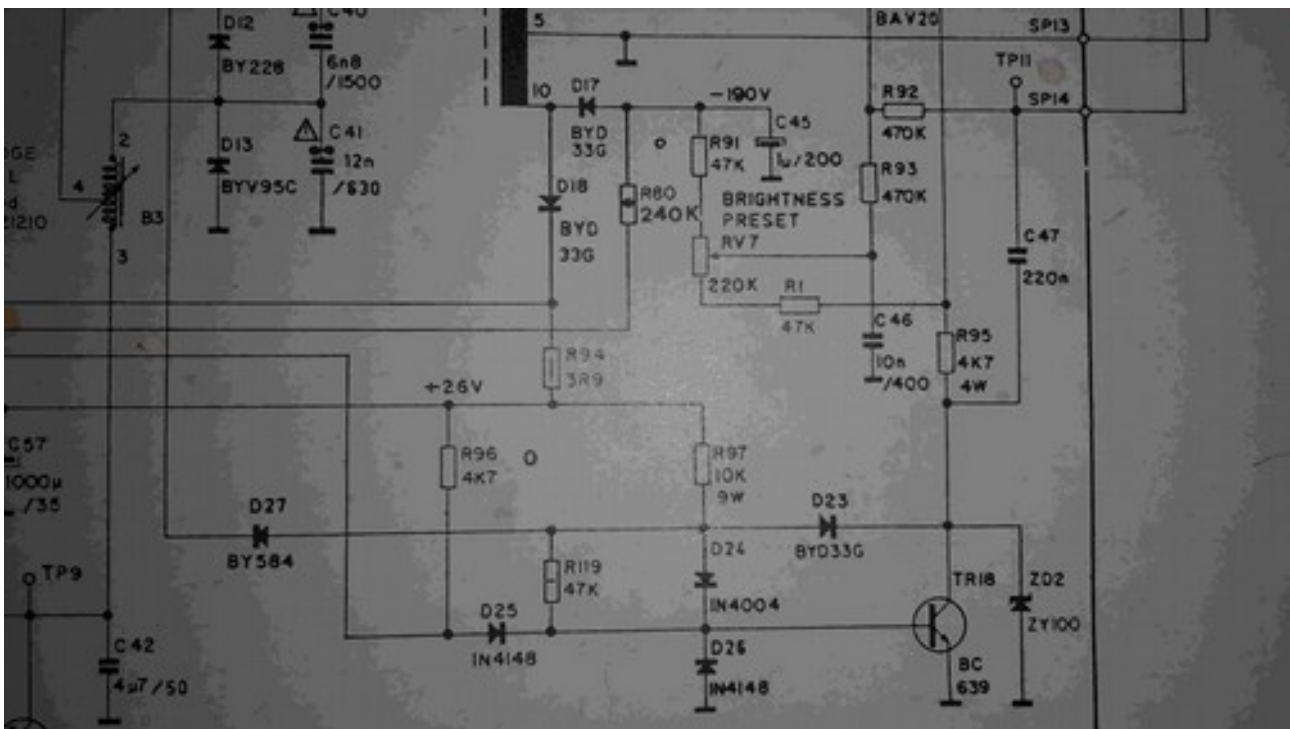 D12
BY228
C40
6n8
/1500
5
BAV20
SP13
TP11
SP14
10
D17
BYD
33G
-190V
C45
1µ/200
R92
470K
2
D13
BYV95C
C41
12n
/630
R91
47K
R93
470K
4
B3
D18
BYD
33G
R80
240K
BRIGHTNESS
PRESET
RV7
220K
C47
220n
3
Z1210
R1
47K
C46
10n
/400
R95
4K7
4W
R94
3R9
+26V
C57
1000µ
/35
R96
4K7
R97
10K
9W
D27
BY584
D23
BYD33G
TP9
R119
47K
D24
1N4004
TR18
ZD2
ZY100
D25
1N4148
C42
4µ7/50
D26
1N4148
BC
639